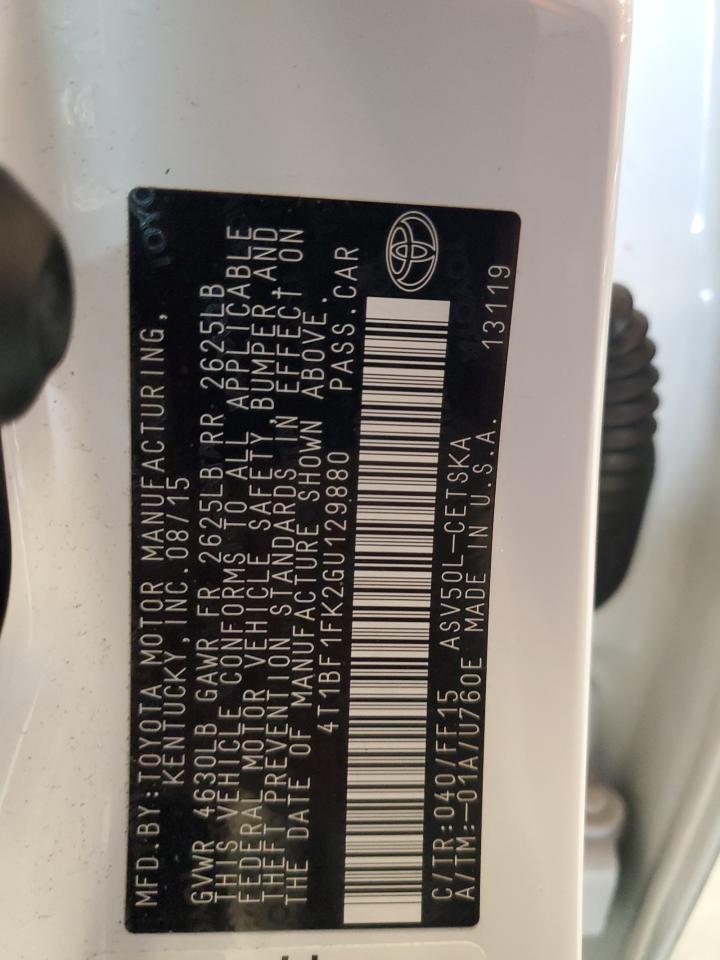 MFD.BY:TOYOTA MOTOR MANUFACTURING,
KENTUCKY, INC.08/15
GVWR 4630LB GAWR FR 2625LB RR 2625LB
THIS VEHICLE CONFORMS TO ALL APPLICABLE
FEDERAL MOTOR VEHICLE SAFETY, BUMPER, AND
THEFT PREVENTION STANDARDS IN EFFECT ON
THE DATE OF MANUFACTURE SHOWN ABOVE.
4T1BF1FK2GU129880 PASS.CAR
C/TR:040/FF15 ASV50L-CETSKA
A/TM:-01A/U760E MADE IN U.S.A. 13119